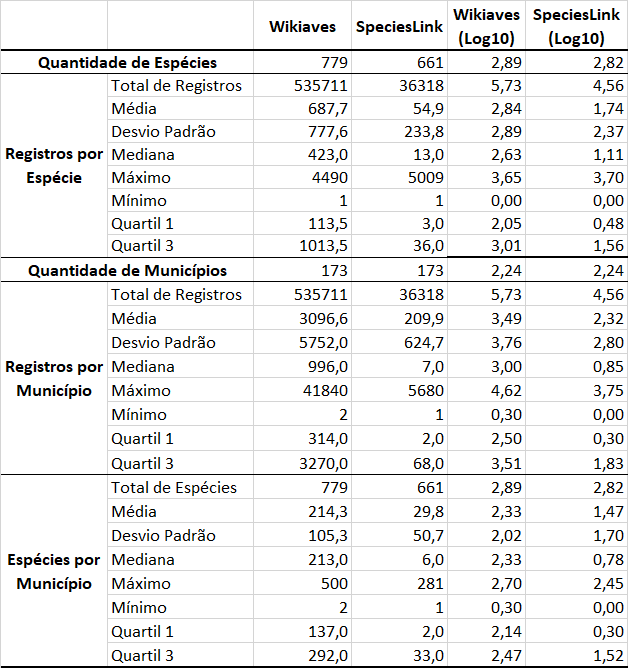 Wikiaves SpeciesLink Wikiaves (Log10) SpeciesLink (Log10)
Quantidade de Espécies 779 661 2,89 2,82
Registros por Espécie
Total de Registros 535711 36318 5,73 4,56
Média 687,7 54,9 2,84 1,74
Desvio Padrão 777,6 233,8 2,89 2,37
Mediana 423,0 13,0 2,63 1,11
Máximo 4490 5009 3,65 3,70
Mínimo 1 1 0,00 0,00
Quartil 1 113,5 3,0 2,05 0,48
Quartil 3 1013,5 36,0 3,01 1,56
Quantidade de Municípios 173 173 2,24 2,24
Registros por Município
Total de Registros 535711 36318 5,73 4,56
Média 3096,6 209,9 3,49 2,32
Desvio Padrão 5752,0 624,7 3,76 2,80
Mediana 996,0 7,0 3,00 0,85
Máximo 41840 5680 4,62 3,75
Mínimo 2 1 0,30 0,00
Quartil 1 314,0 2,0 2,50 0,30
Quartil 3 3270,0 68,0 3,51 1,83
Espécies por Município
Total de Espécies 779 661 2,89 2,82
Média 214,3 29,8 2,33 1,47
Desvio Padrão 105,3 50,7 2,02 1,70
Mediana 213,0 6,0 2,33 0,78
Máximo 500 281 2,70 2,45
Mínimo 2 1 0,30 0,00
Quartil 1 137,0 2,0 2,14 0,30
Quartil 3 292,0 33,0 2,47 1,52